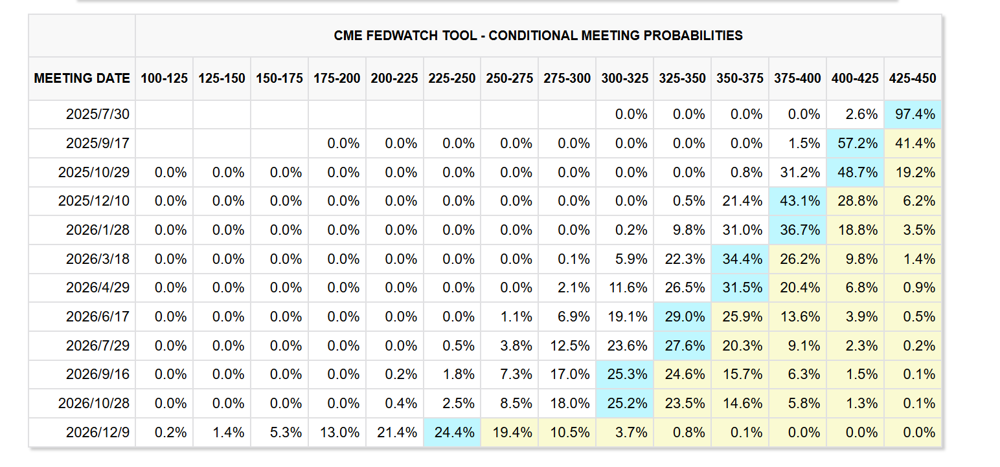 CME FEDWATCH TOOL - CONDITIONAL MEETING PROBABILITIES
MEETING DATE 100-125 125-150 150-175 175-200 200-225 225-250 250-275 275-300 300-325 325-350 350-375 375-400 400-425 425-450
2025/7/30 0.0% 0.0% 0.0% 0.0% 2.6% 97.4%
2025/9/17 0.0% 0.0% 0.0% 0.0% 0.0% 0.0% 0.0% 0.0% 1.5% 57.2% 41.4%
2025/10/29 0.0% 0.0% 0.0% 0.0% 0.0% 0.0% 0.0% 0.0% 0.0% 0.0% 0.8% 31.2% 48.7% 19.2%
2025/12/10 0.0% 0.0% 0.0% 0.0% 0.0% 0.0% 0.0% 0.0% 0.0% 0.5% 21.4% 43.1% 28.8% 6.2%
2026/1/28 0.0% 0.0% 0.0% 0.0% 0.0% 0.0% 0.0% 0.0% 0.2% 9.8% 31.0% 36.7% 18.8% 3.5%
2026/3/18 0.0% 0.0% 0.0% 0.0% 0.0% 0.0% 0.0% 0.1% 5.9% 22.3% 34.4% 26.2% 9.8% 1.4%
2026/4/29 0.0% 0.0% 0.0% 0.0% 0.0% 0.0% 0.0% 2.1% 11.6% 26.5% 31.5% 20.4% 6.8% 0.9%
2026/6/17 0.0% 0.0% 0.0% 0.0% 0.0% 0.0% 1.1% 6.9% 19.1% 29.0% 25.9% 13.6% 3.9% 0.5%
2026/7/29 0.0% 0.0% 0.0% 0.0% 0.0% 0.5% 3.8% 12.5% 23.6% 27.6% 20.3% 9.1% 2.3% 0.2%
2026/9/16 0.0% 0.0% 0.0% 0.0% 0.2% 1.8% 7.3% 17.0% 25.3% 24.6% 15.7% 6.3% 1.5% 0.1%
2026/10/28 0.0% 0.0% 0.0% 0.0% 0.4% 2.5% 8.5% 18.0% 25.2% 23.5% 14.6% 5.8% 1.3% 0.1%
2026/12/9 0.2% 1.4% 5.3% 13.0% 21.4% 24.4% 19.4% 10.5% 3.7% 0.8% 0.1% 0.0% 0.0% 0.0%